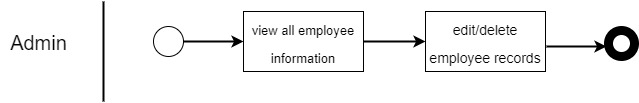 Admin
view all employee
information
edit/delete
employee records